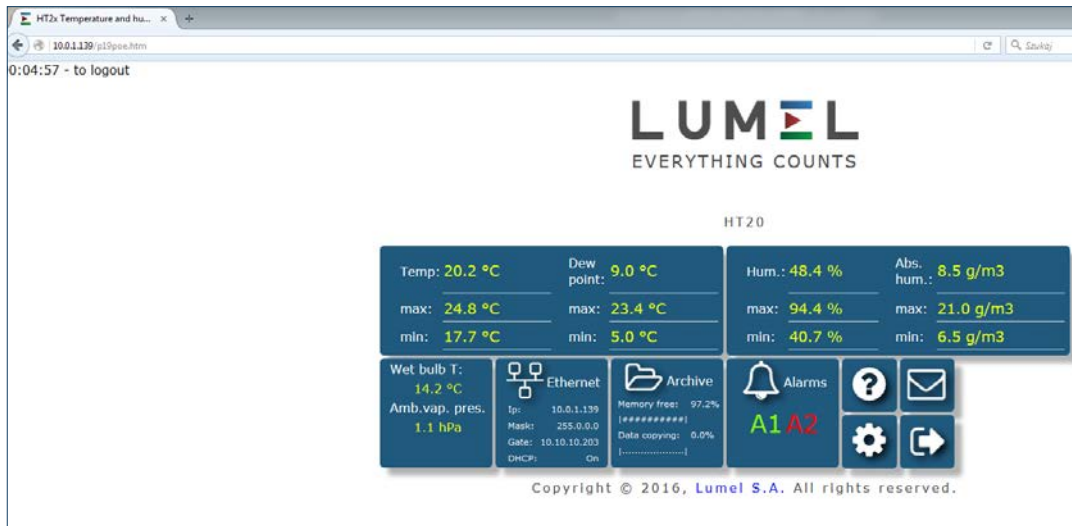 HT2x Temperature and hu... × +
10.0.1.139/p19poe.htm
Szukaj
0:04:57 - to logout
LUMEL
EVERYTHING COUNTS
HT20
Temp: 20.2 °C Dew point: 9.0 °C Hum.: 48.4 % Abs. hum.: 8.5 g/m3
max: 24.8 °C max: 23.4 °C max: 94.4 % max: 21.0 g/m3
min: 17.7 °C min: 5.0 °C min: 40.7 % min: 6.5 g/m3
Wet bulb T:
14.2 °C
Amb.vap. pres.
1.1 hPa
Ethernet
Ip: 10.0.1.139
Mask: 255.0.0.0
Gate: 10.10.10.203
DHCP: On
Archive
Memory free: 97.2%
|##########|
Data copying: 0.0%
|....................|
Alarms
A1 A2
?
Copyright © 2016, Lumel S.A. All rights reserved.